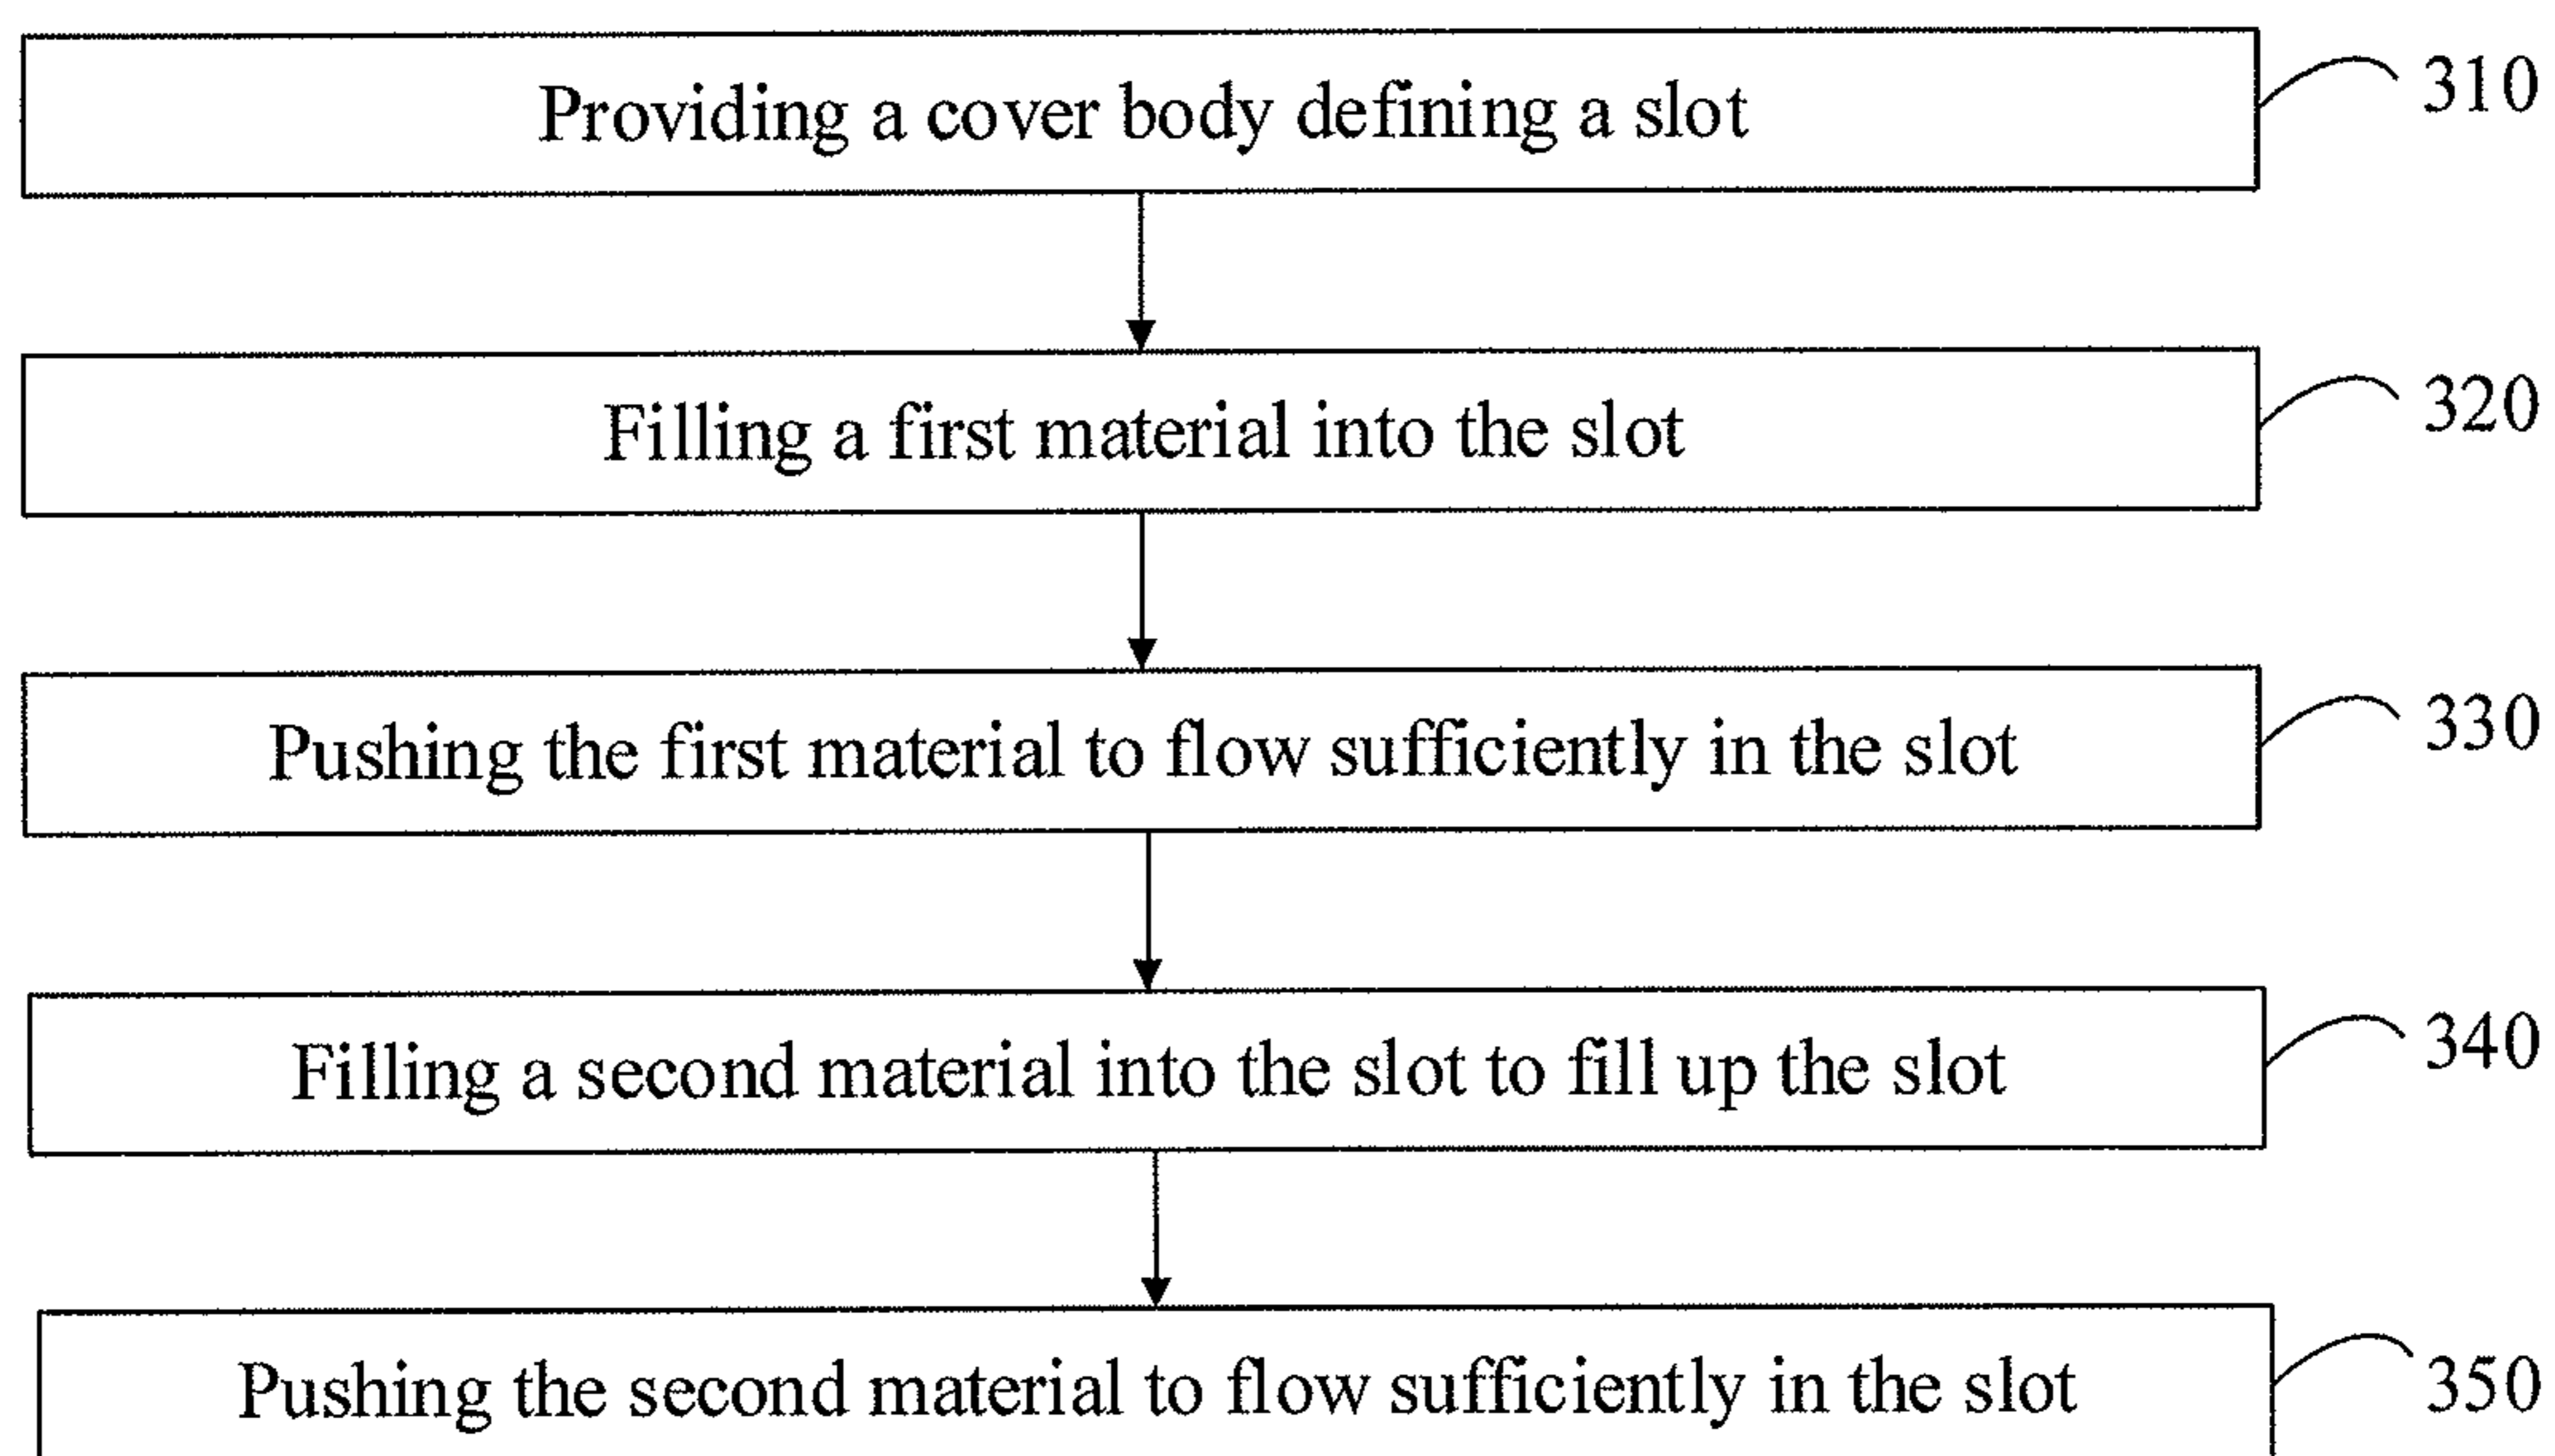 Providing a cover body defining a slot 310
Filling a first material into the slot 320
Pushing the first material to flow sufficiently in the slot 330
Filling a second material into the slot to fill up the slot 340
Pushing the second material to flow sufficiently in the slot 350